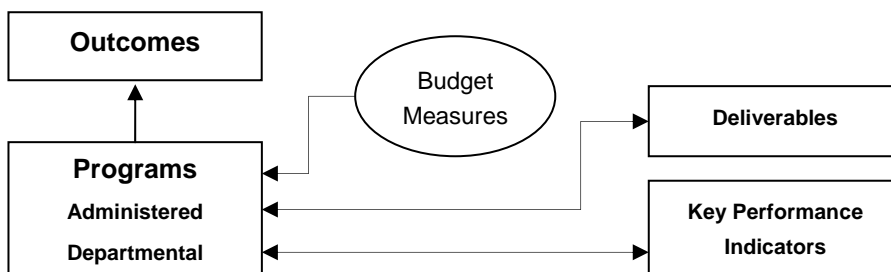 Outcomes
Budget
Measures
Deliverables
Programs
Administered
Departmental
Key Performance
Indicators